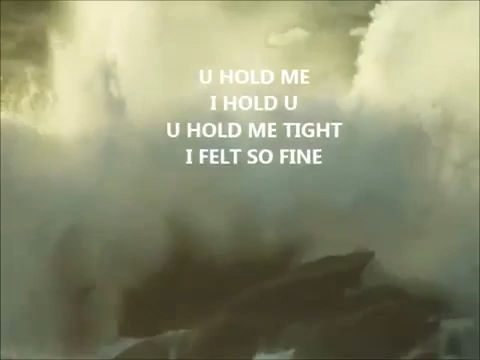 U HOLD ME
I HOLD U
U HOLD ME TIGHT
I FELT SO FINE